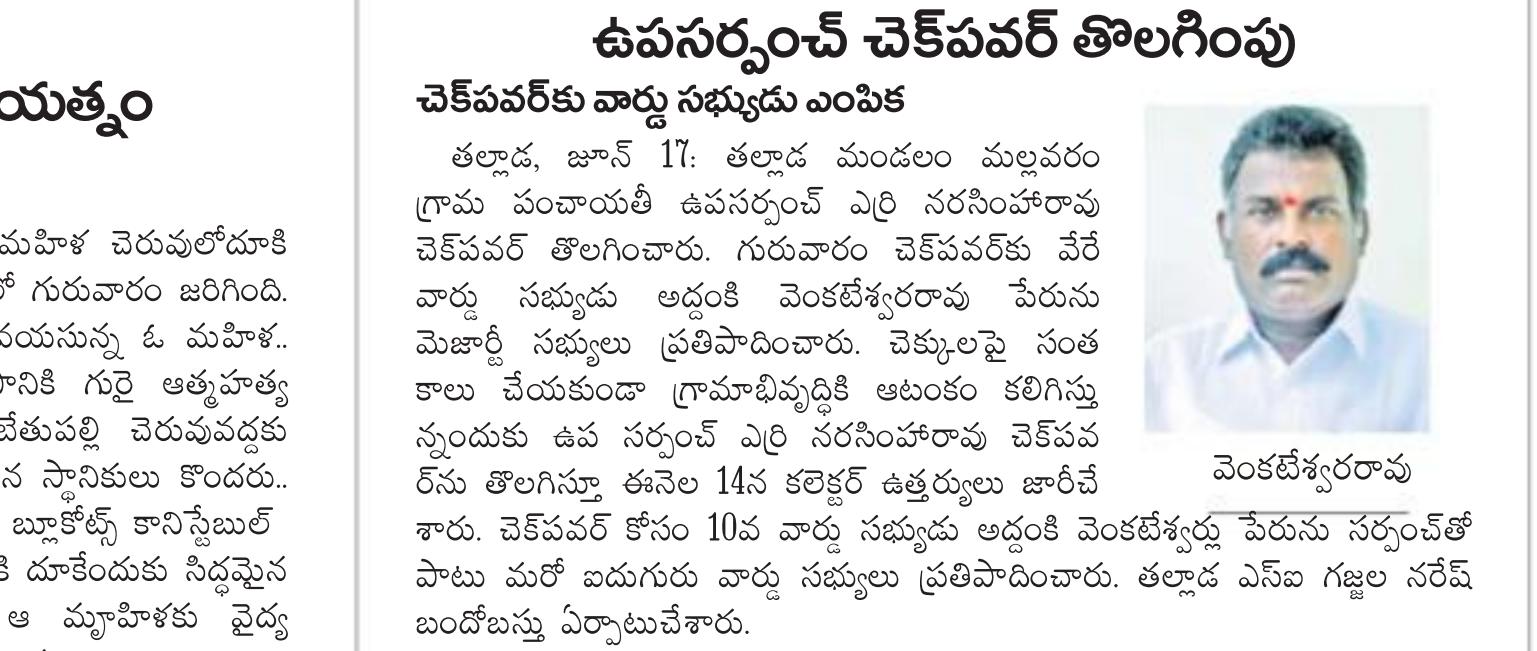 యత్నం
మహిళ చెరువులోదూకి
గురువారం జరిగింది.
వయసున్న ఓ మహిళ..
గురై ఆత్మహత్య
బేతుపల్లి చెరువువద్దకు
న స్థానికులు కొందరు..
బ్లూకోట్స్ కానిస్టేబుల్
కి దూకేందుకు సిద్ధమైన
ఆ మృాహిళకు వైద్య
ఉపసర్పంచ్ చెక్‌పవర్ తొలగింపు
చెక్‌పవర్‌కు వార్డు సభ్యుడు ఎంపిక
తల్లాడ, జూన్ 17: తల్లాడ మండలం మల్లవరం
గ్రామ పంచాయతీ ఉపసర్పంచ్ ఎర్రి నరసింహారావు
చెక్‌పవర్ తొలగించారు. గురువారం చెక్‌పవర్‌కు వేరే
వార్డు సభ్యుడు అద్దంకి వెంకటేశ్వరరావు పేరును
మెజార్టీ సభ్యులు ప్రతిపాదించారు. చెక్కులపై సంత
కాలు చేయకుండా గ్రామాభివృద్ధికి ఆటంకం కలిగిస్తు
న్నందుకు ఉప సర్పంచ్ ఎర్రి నరసింహారావు చెక్‌పవ
ర్‌ను తొలగిస్తూ ఈనెల 14న కలెక్టర్ ఉత్తర్యులు జారీచే
శారు. చెక్‌పవర్ కోసం 10వ వార్డు సభ్యుడు అద్దంకి వెంకటేశ్వర్లు పేరును సర్పంచ్‌తో
పాటు మరో ఐదుగురు వార్డు సభ్యులు ప్రతిపాదించారు. తల్లాడ ఎస్ఐ గజ్జల నరేష్
బందోబస్తు ఏర్పాటుచేశారు.
వెంకటేశ్వరరావు